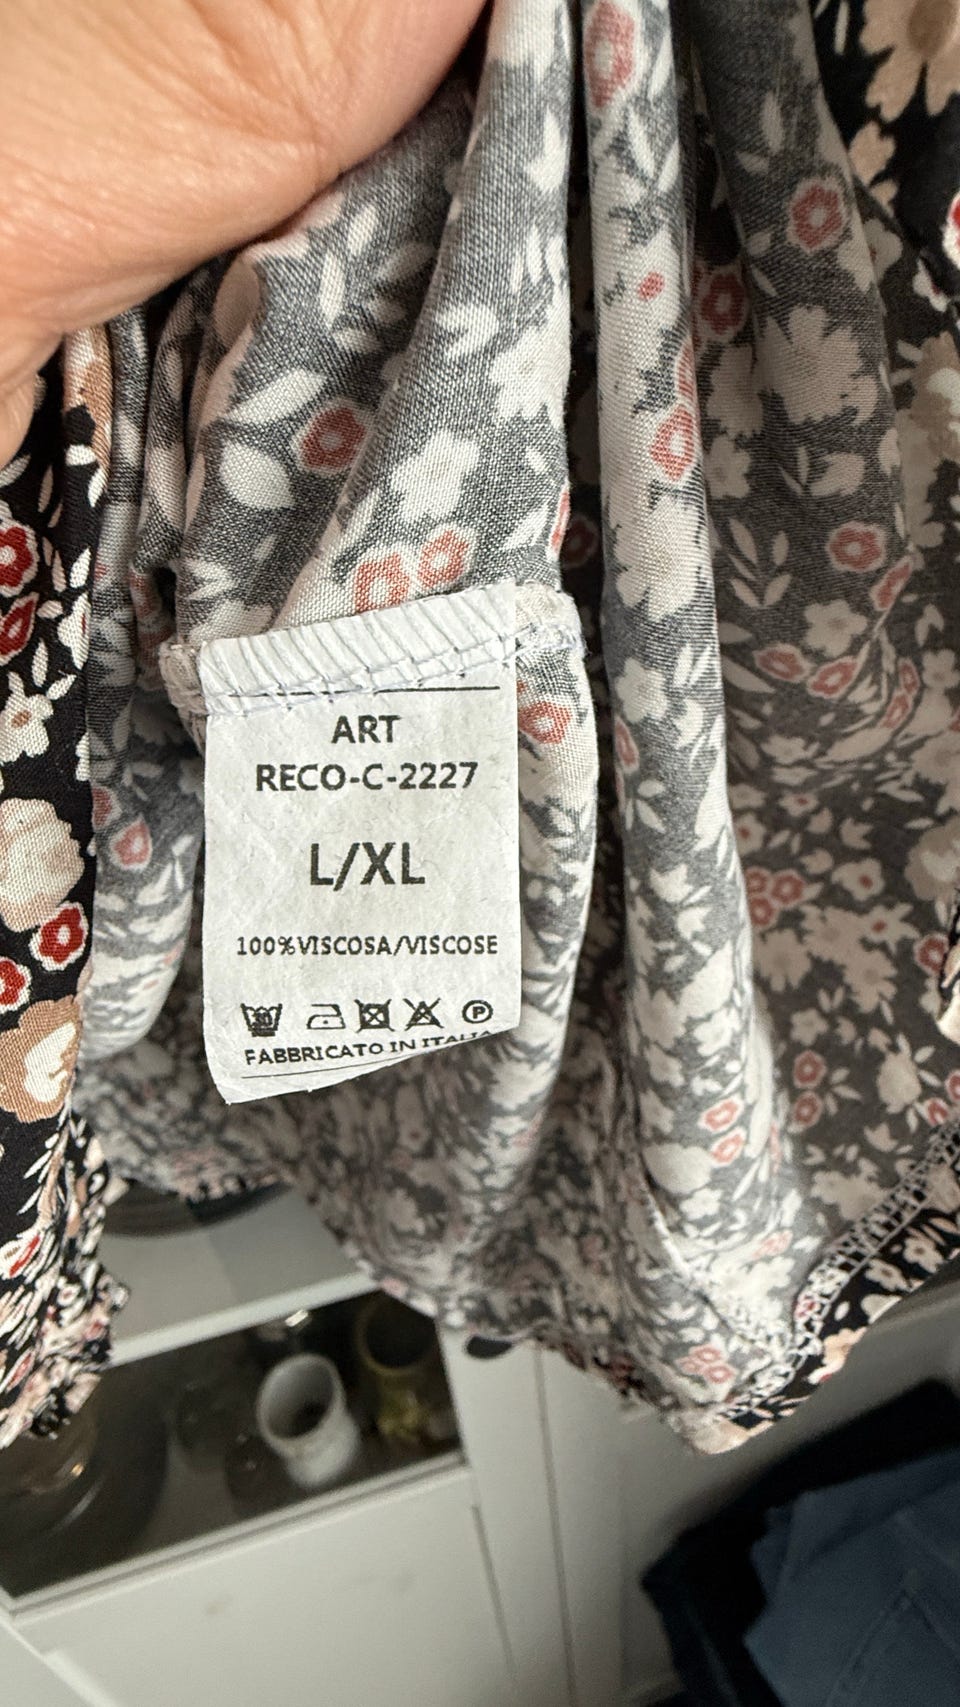 ART
RECO-C-2227
L/XL
100%VISCOSA/VISCOSE
P
FABBRICATO IN ITALIA